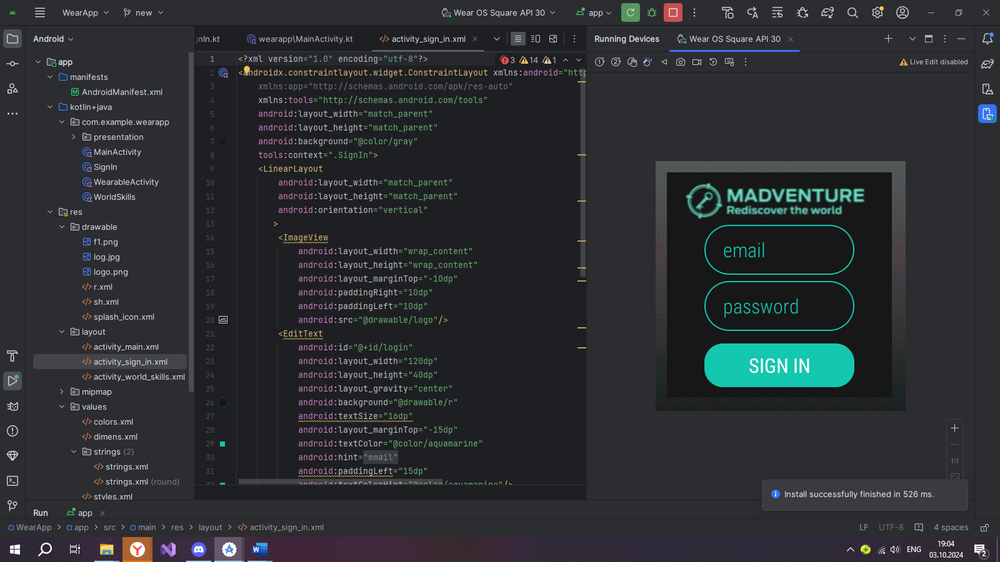 WearApp
new
Wear OS Square API 30
app
Android
nIn.kt
wearapp\MainActivity.kt
activity_sign_in.xml
Running Devices
Wear OS Square API 30
Live Edit disabled
app
manifests
AndroidManifest.xml
kotlin+java
com.example.wearapp
presentation
MainActivity
SignIn
WearableActivity
WorldSkills
res
drawable
f1.png
log.jpg
logo.png
r.xml
sh.xml
splash_icon.xml
layout
activity_main.xml
activity_sign_in.xml
activity_world_skills.xml
mipmap
values
colors.xml
dimens.xml
strings (2)
strings.xml
strings.xml (round)
styles.xml
3 14 1
1 <?xml version="1.0" encoding="utf-8"?>
2 <androidx.constraintlayout.widget.ConstraintLayout xmlns:android="http
3 xmlns:app="http://schemas.android.com/apk/res-auto"
4 xmlns:tools="http://schemas.android.com/tools"
5 android:layout_width="match_parent"
6 android:layout_height="match_parent"
7 android:background="@color/gray"
8 tools:context=".SignIn">
9 <LinearLayout
10 android:layout_width="match_parent"
11 android:layout_height="match_parent"
12 android:orientation="vertical"
13 >
14 <ImageView
15 android:layout_width="wrap_content"
16 android:layout_height="wrap_content"
17 android:layout_marginTop="-10dp"
18 android:paddingRight="10dp"
19 android:paddingLeft="10dp"
20 android:src="@drawable/logo"/>
21 <EditText
22 android:id="@+id/login"
23 android:layout_width="120dp"
24 android:layout_height="40dp"
25 android:layout_gravity="center"
26 android:background="@drawable/r"
27 android:textSize="16dp"
28 android:layout_marginTop="-15dp"
29 android:textColor="@color/aquamarine"
30 android:hint="email"
31 android:paddingLeft="15dp"
32 android:textColorHint="@color/aquamarine"/>
MADVENTURE
Rediscover the world
email
password
SIGN IN
1:1
Install successfully finished in 526 ms.
Run
app
WearApp
app
src
main
res
layout
activity_sign_in.xml
LF
UTF-8
4 spaces
ENG
19:04
03.10.2024
2